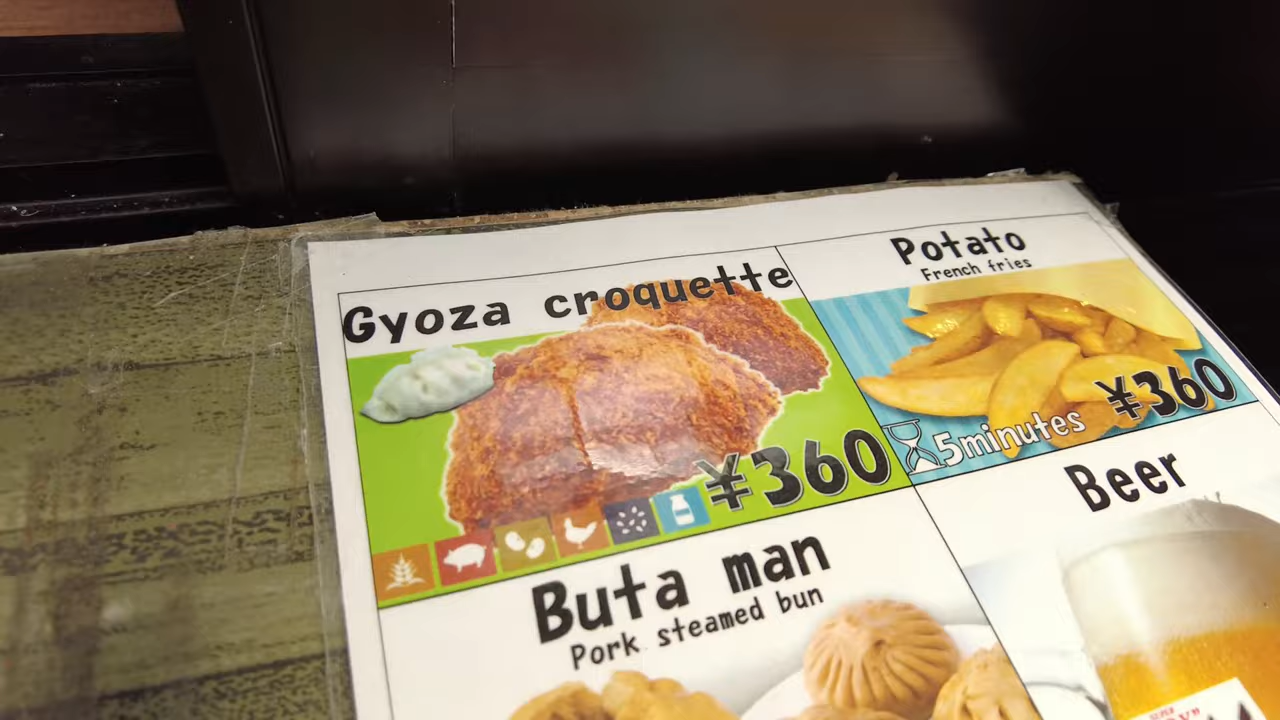 Gyoza croquette
¥360
Potato
French fries
5minutes
¥360
Buta man
Pork steamed bun
Beer